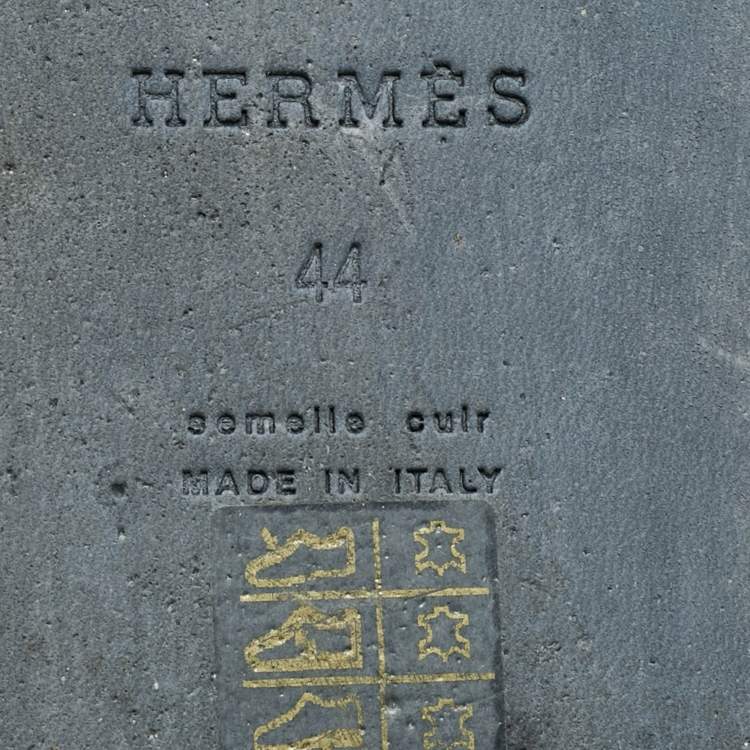 HERMÈS
44
semelle cuir
MADE IN ITALY